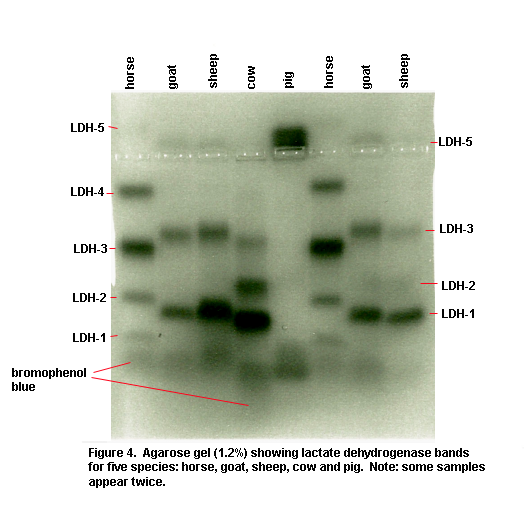 horse goat sheep cow pig horse goat sheep
LDH-5
LDH-5
LDH-4
LDH-3
LDH-3
LDH-2
LDH-2
LDH-1
LDH-1
bromophenol
blue
Figure 4. Agarose gel (1.2%) showing lactate dehydrogenase bands
for five species: horse, goat, sheep, cow and pig. Note: some samples
appear twice.